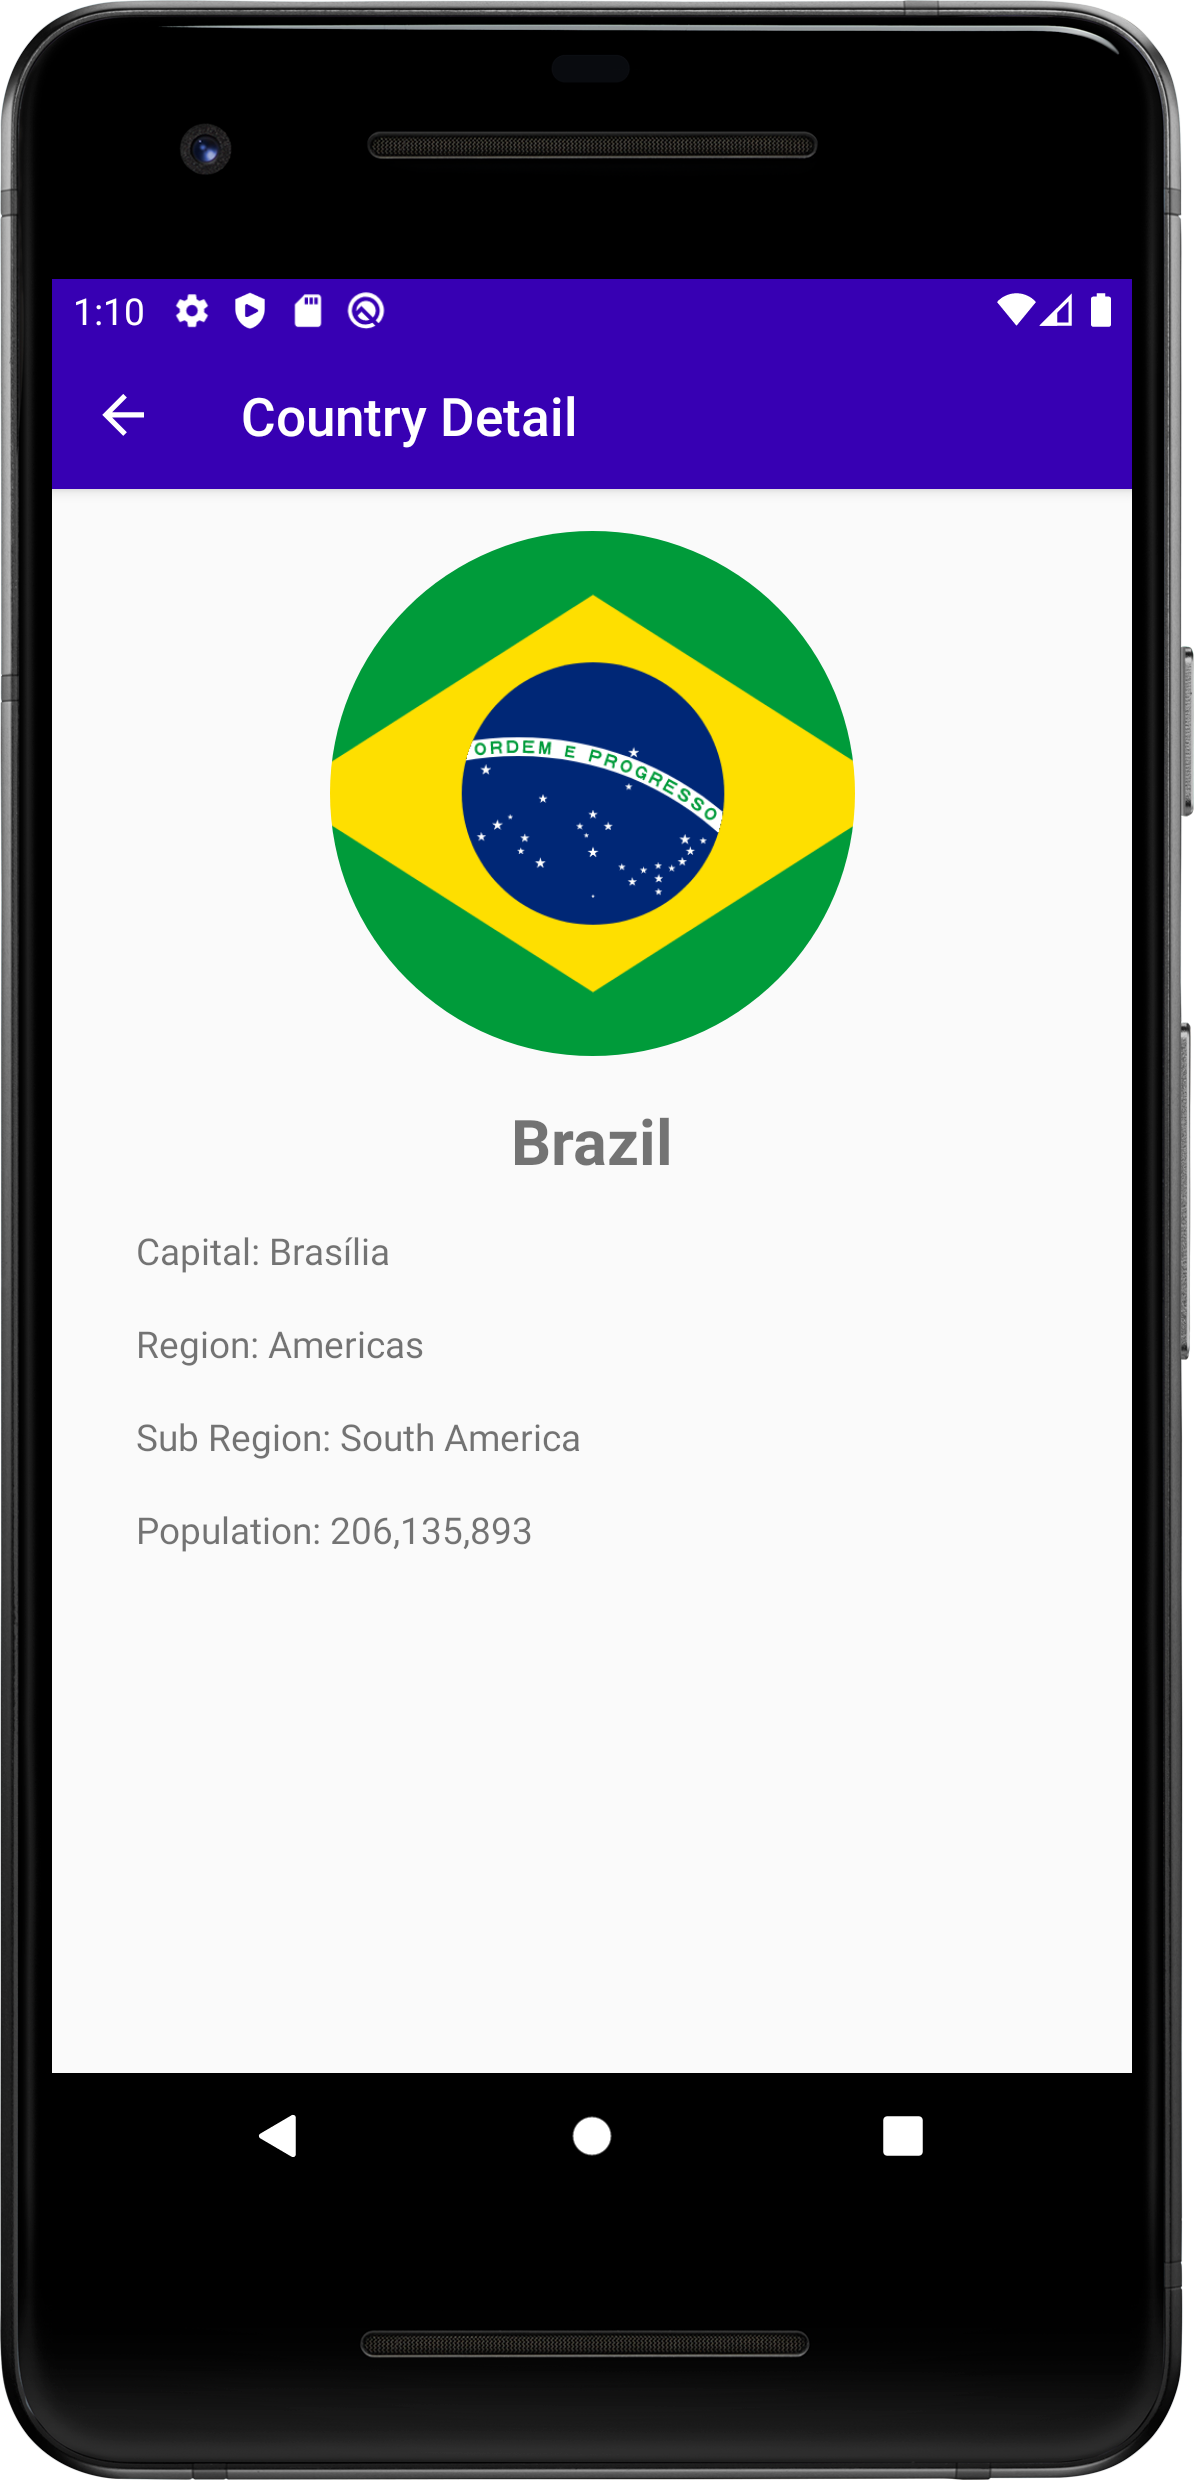 1:10
Country Detail
ORDEM E PROGRESSO
Brazil
Capital: Brasília
Region: Americas
Sub Region: South America
Population: 206,135,893